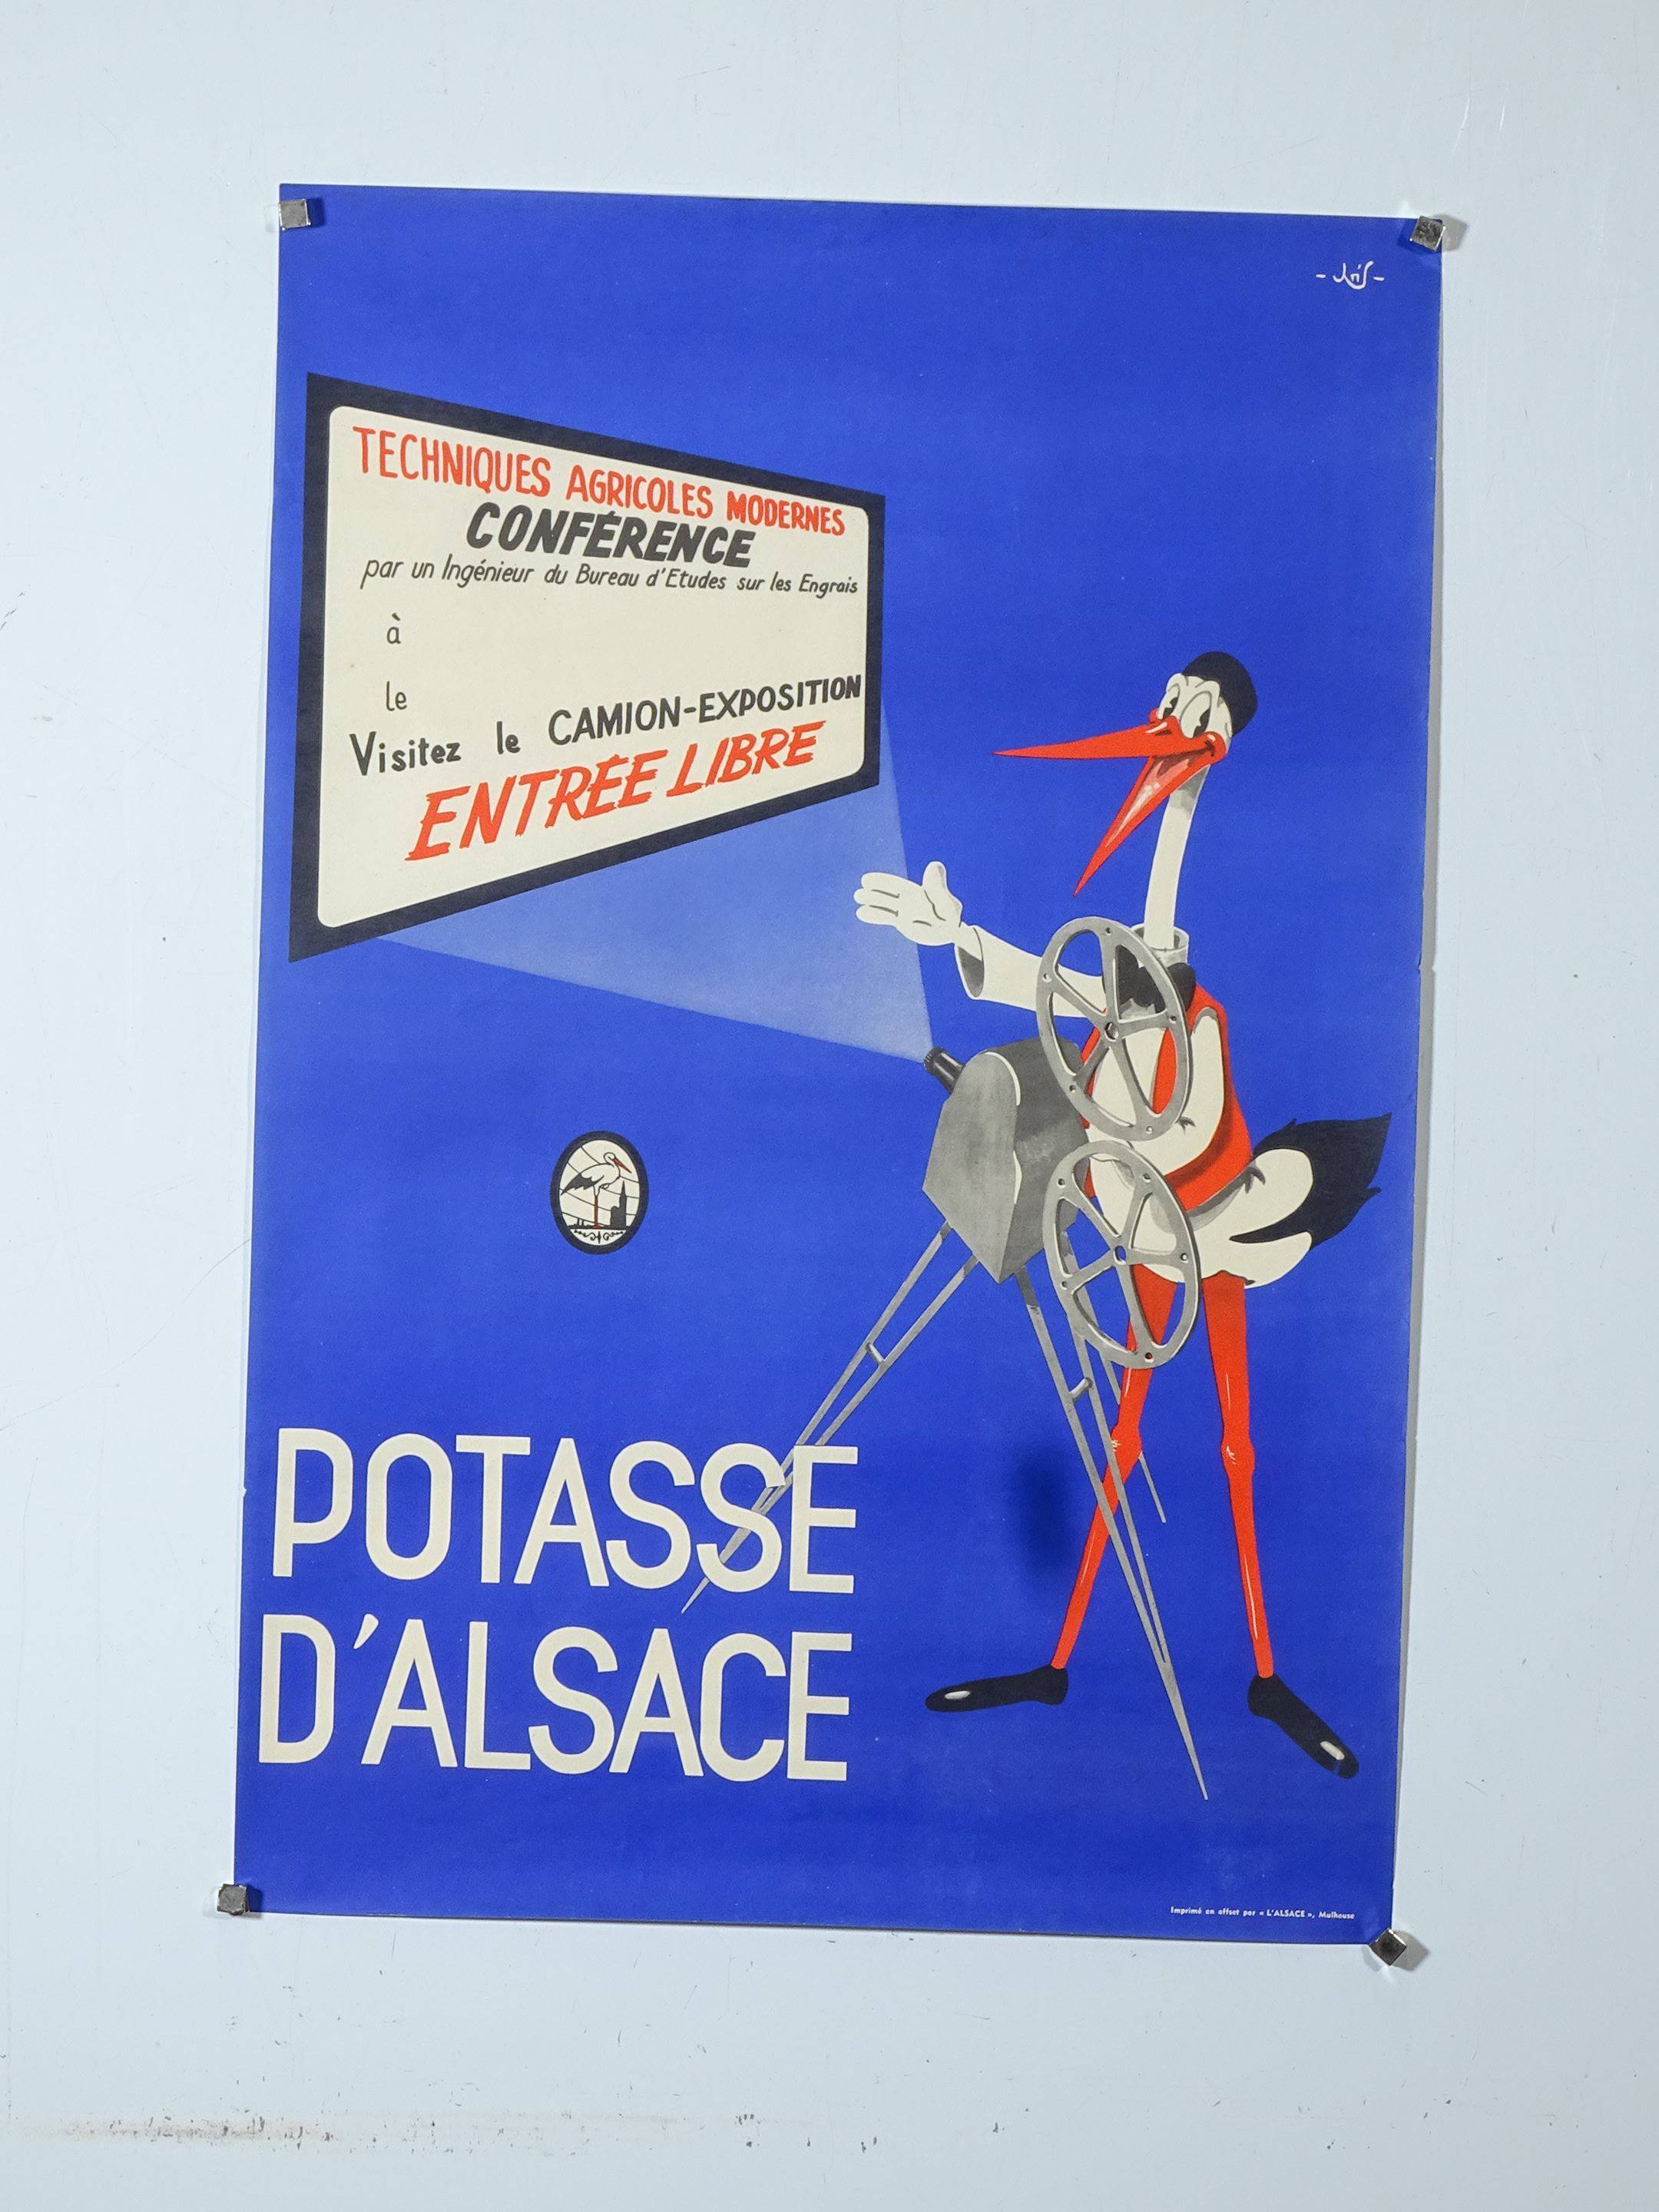 TECHNIQUES AGRICOLES MODERNES
CONFÉRENCE
par un Ingénieur du Bureau d'Etudes sur les Engrais
à
le
Visitez le CAMION-EXPOSITION
ENTRÉE LIBRE
POTASSE
D'ALSACE
Imprimé en offset par « L'ALSACE », Mulhouse